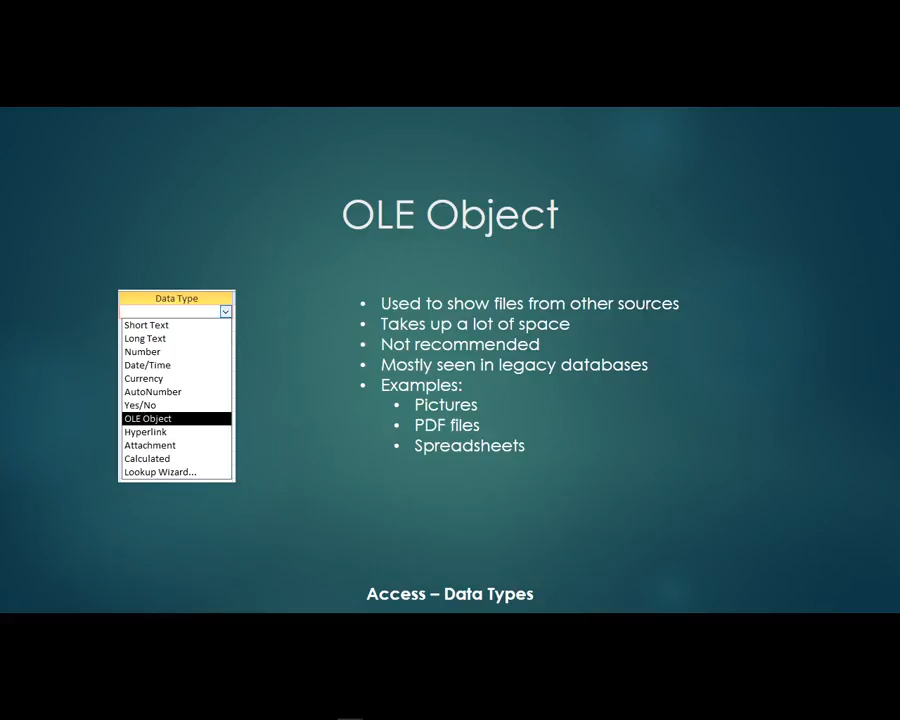 OLE Object
Data Type
Short Text
Long Text
Number
Date/Time
Currency
AutoNumber
Yes/No
OLE Object
Hyperlink
Attachment
Calculated
Lookup Wizard...
• Used to show files from other sources
• Takes up a lot of space
• Not recommended
• Mostly seen in legacy databases
• Examples:
• Pictures
• PDF files
• Spreadsheets
Access – Data Types